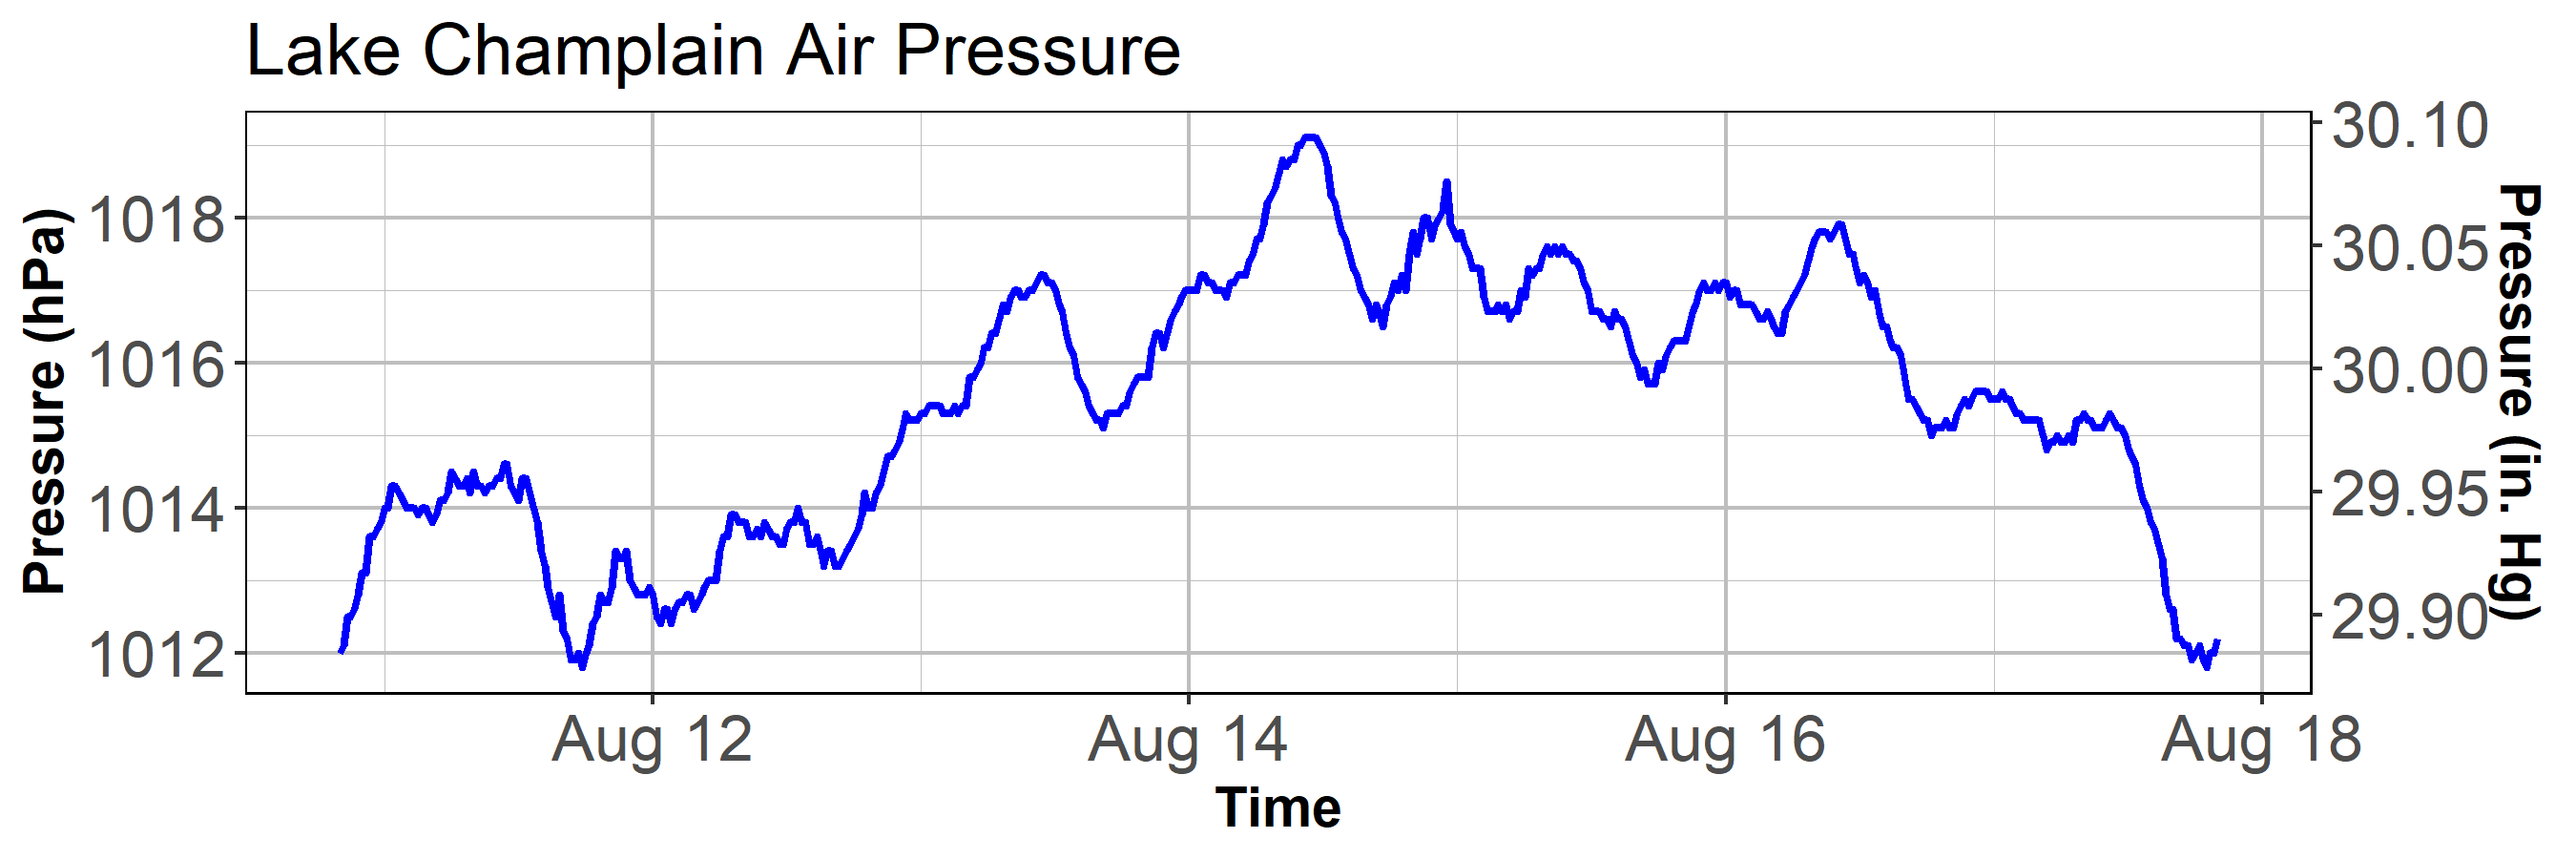 Lake Champlain Air Pressure
Pressure (hPa)
1018
1016
1014
1012
30.10
30.05
30.00
29.95
29.90
Pressure (in. Hg)
Aug 12
Aug 14
Aug 16
Aug 18
Time